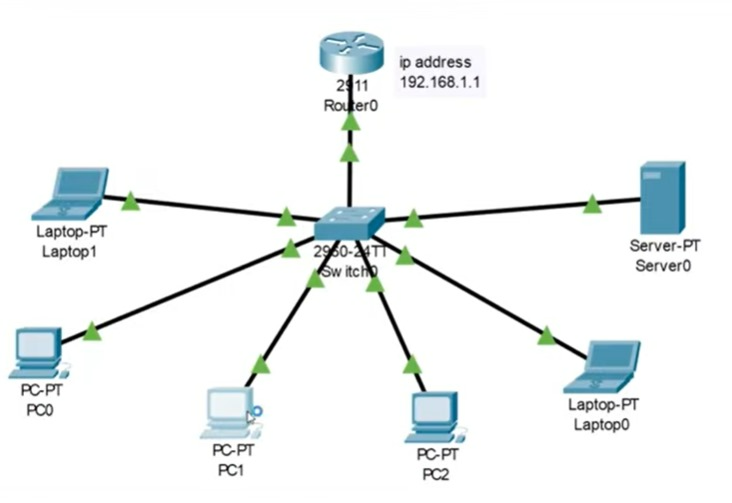 ip address
192.168.1.1
2911
Router0
Laptop-PT
Laptop1
2960-24TT
Switch0
Server-PT
Server0
PC-PT
PC0
PC-PT
PC1
PC-PT
PC2
Laptop-PT
Laptop0